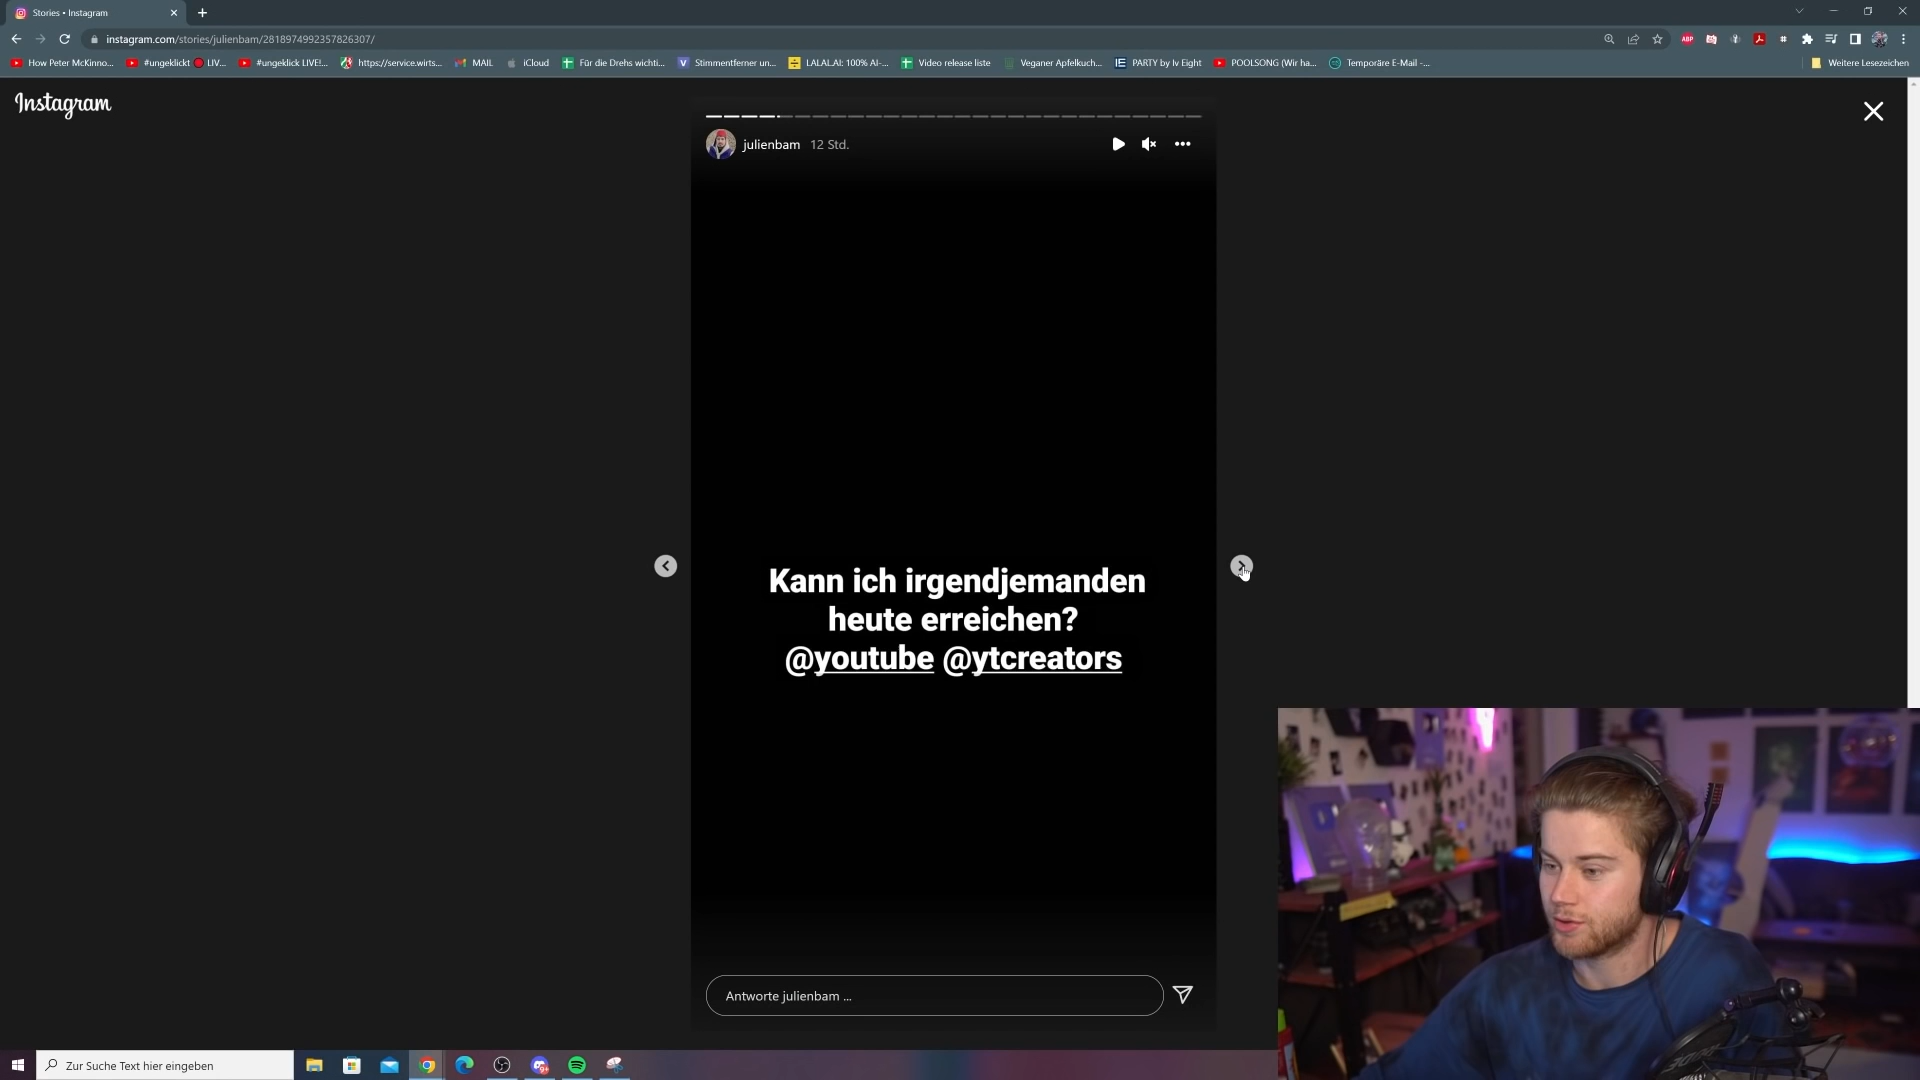 Stories • Instagram
instagram.com/stories/julienbam/2818974992357826307/
How Peter McKinno...
#ungeklickt 🔴 LIV...
#ungeklick LIVE!...
https://service.wirts...
MAIL
iCloud
Für die Drehs wichti...
Stimmentferner un...
LALAL.AI: 100% AI-...
Video release liste
Veganer Apfelkuch...
PARTY by Iv Eight
POOLSONG (Wir ha...
Temporäre E-Mail -...
Weitere Lesezeichen
Instagram
julienbam 12 Std.
Kann ich irgendjemanden
heute erreichen?
@youtube @ytcreators
Antworte julienbam ...
Zur Suche Text hier eingeben